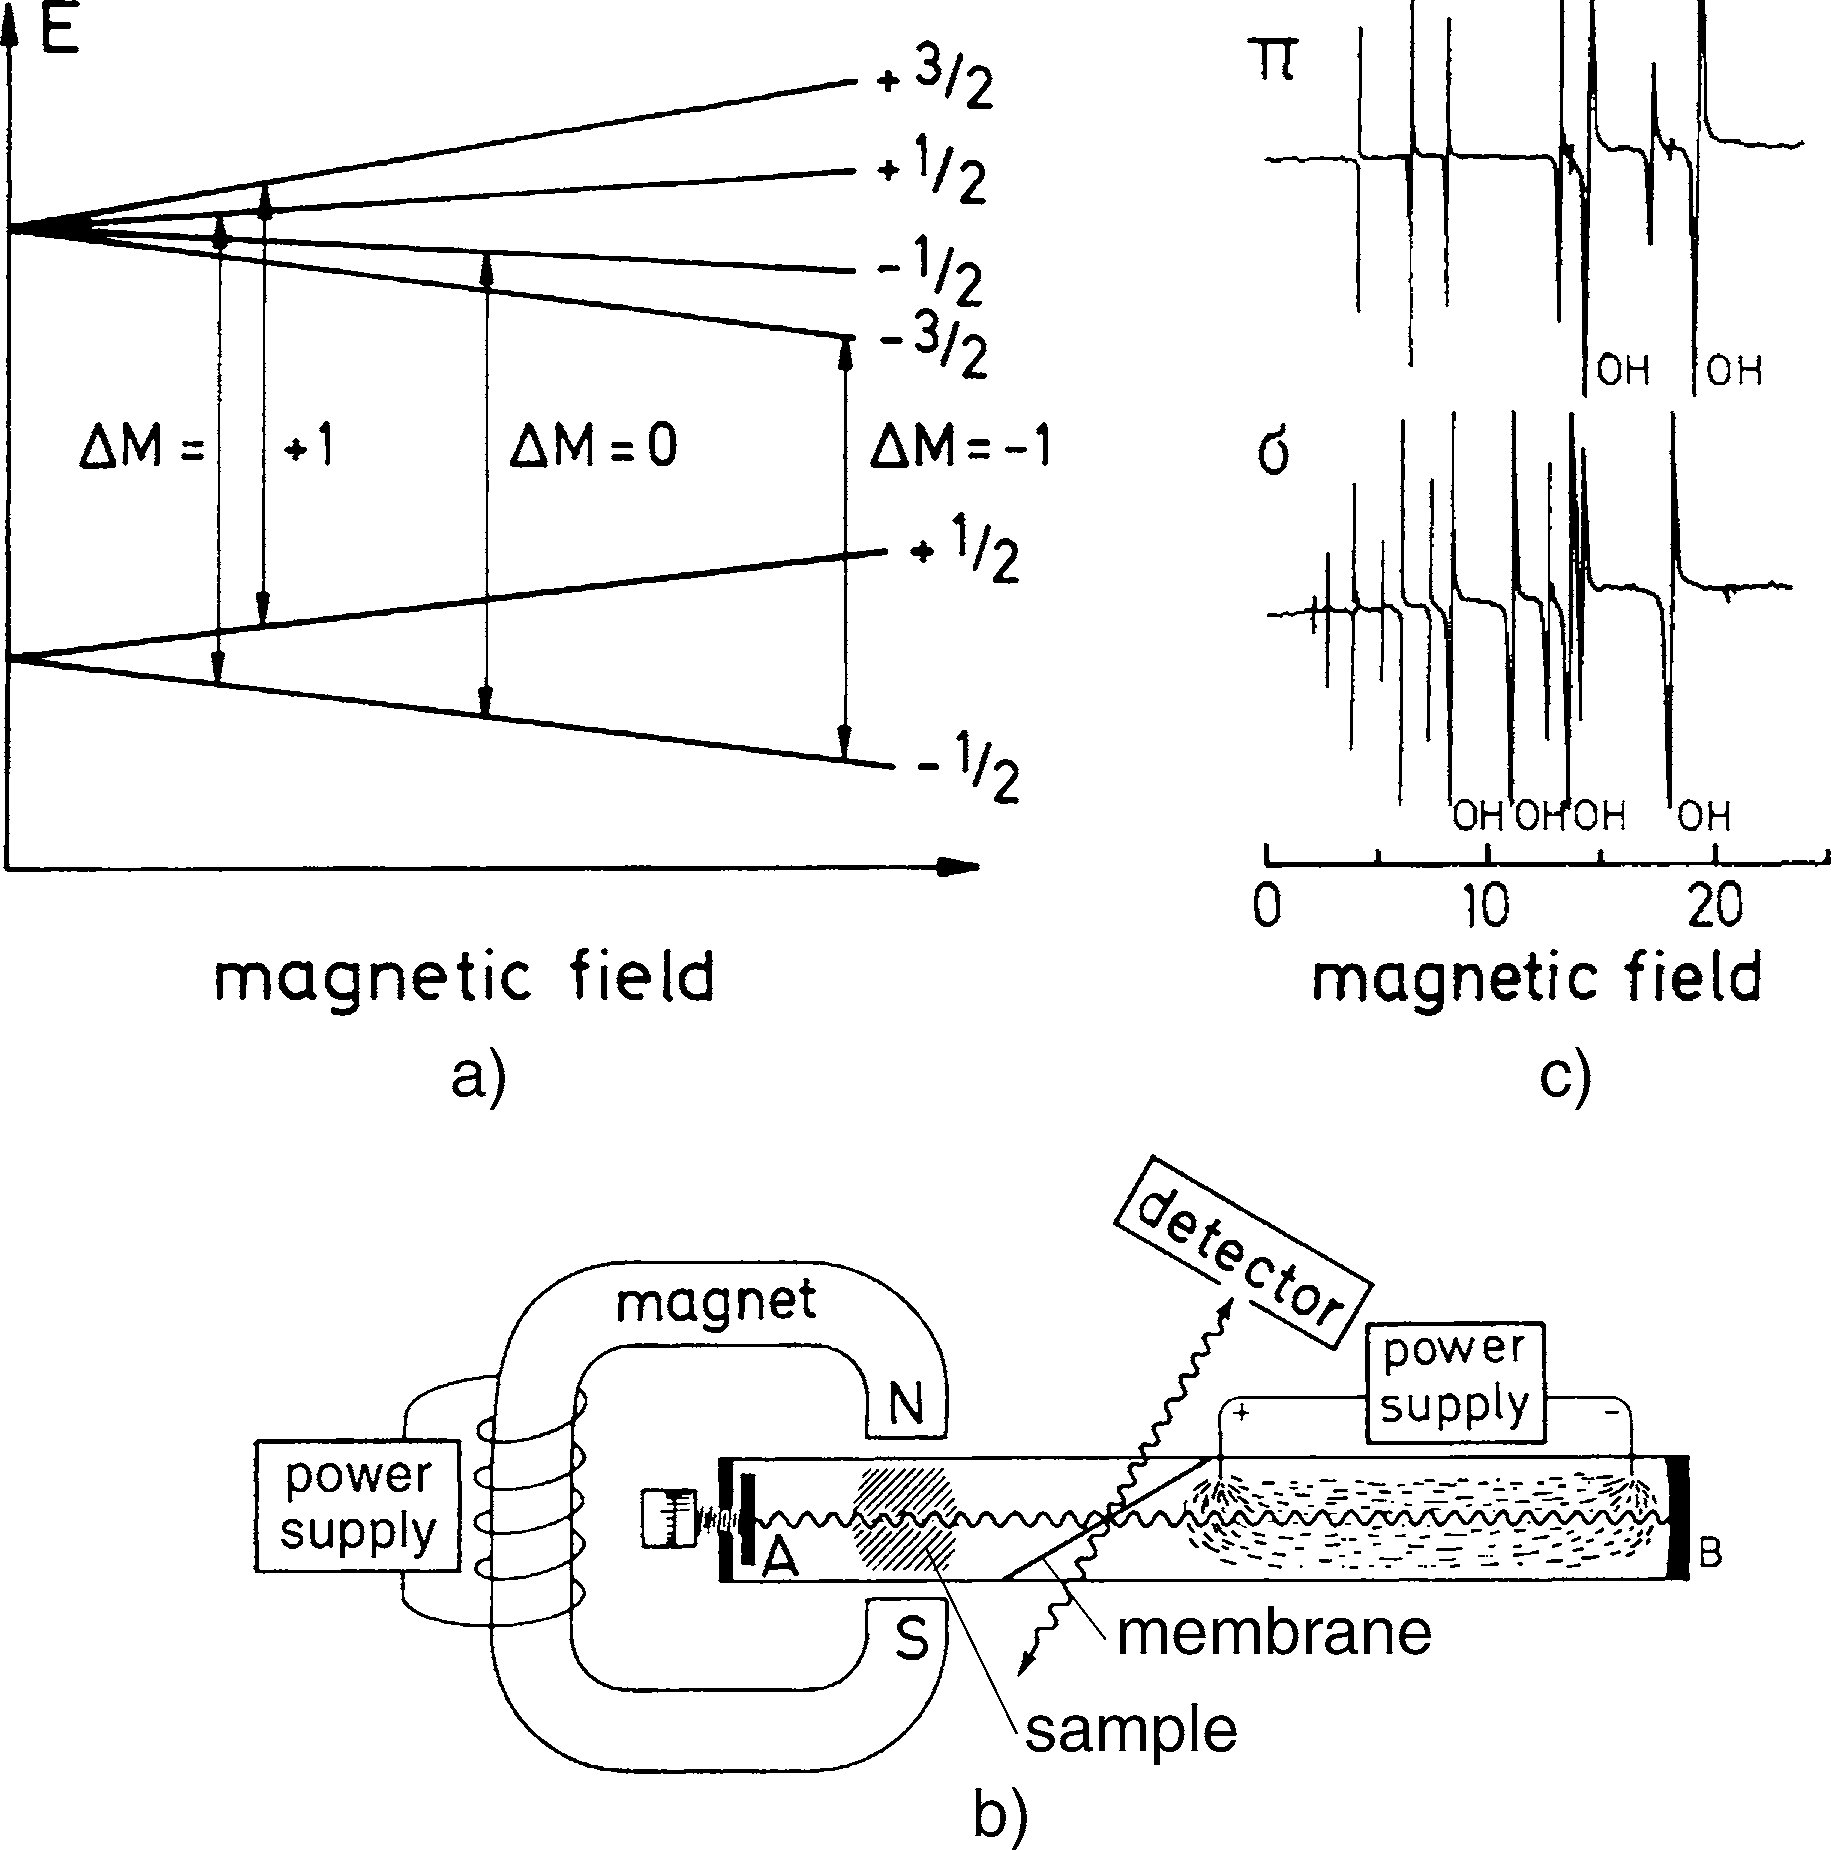 E
+ 3/2
+ 1/2
- 1/2
- 3/2
ΔM = +1
ΔM = 0
ΔM = -1
+ 1/2
- 1/2
magnetic field
a)
π
OH OH
σ
OH OH OH OH
0 10 20
magnetic field
c)
detector
magnet
N
power
supply
+ -
power
supply
A
B
S
membrane
sample
b)